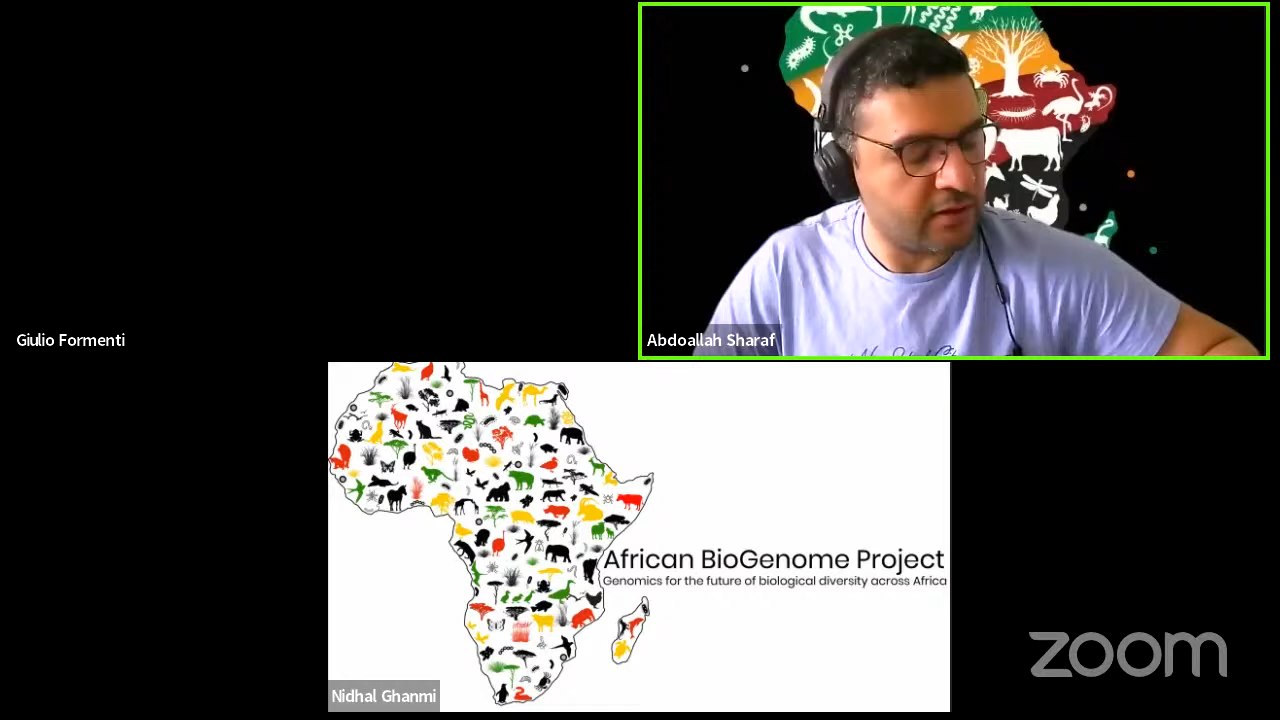 Giulio Formenti
Abdoallah Sharaf
African BioGenome Project
Genomics for the future of biological diversity across Africa
Nidhal Ghanmi
zoom